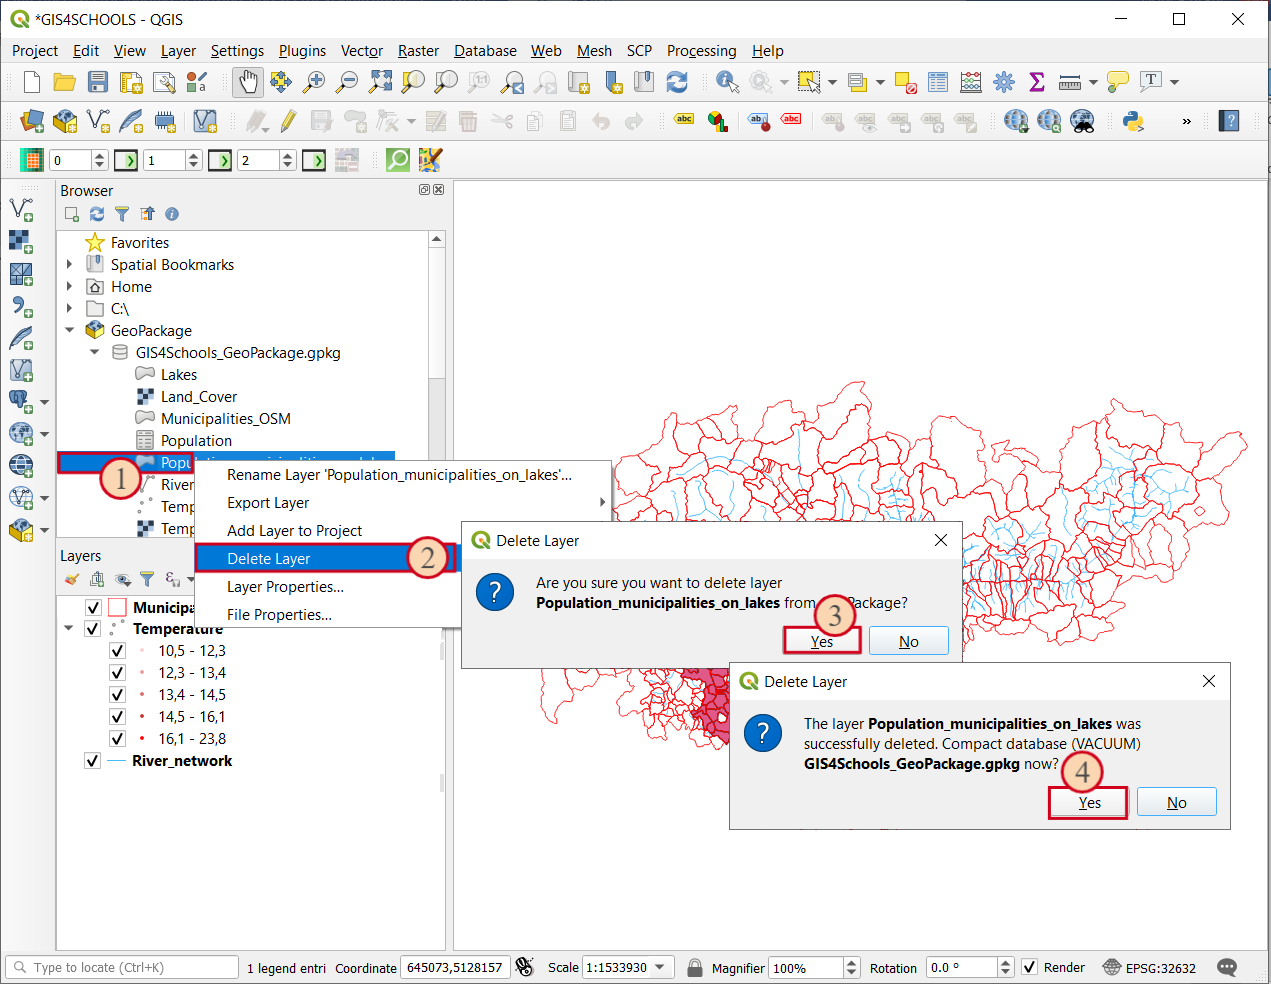 *GIS4SCHOOLS - QGIS
Project Edit View Layer Settings Plugins Vector Raster Database Web Mesh SCP Processing Help
0 1 2
Browser
Favorites
Spatial Bookmarks
Home
C:\
GeoPackage
GIS4Schools_GeoPackage.gpkg
Lakes
Land_Cover
Municipalities_OSM
Population
Popu
River
Temp
Temp
1
Rename Layer 'Population_municipalities_on_lakes'...
Export Layer
Add Layer to Project
Delete Layer
2
Layer Properties...
File Properties...
Delete Layer
Are you sure you want to delete layer
Population_municipalities_on_lakes from Package?
3
Yes No
Delete Layer
The layer Population_municipalities_on_lakes was
successfully deleted. Compact database (VACUUM)
GIS4Schools_GeoPackage.gpkg now?
4
Yes No
Layers
Municipa
Temperature
10,5 - 12,3
12,3 - 13,4
13,4 - 14,5
14,5 - 16,1
16,1 - 23,8
River_network
Type to locate (Ctrl+K) 1 legend entri Coordinate 645073,5128157 Scale 1:1533930 Magnifier 100% Rotation 0.0 ° Render EPSG:32632